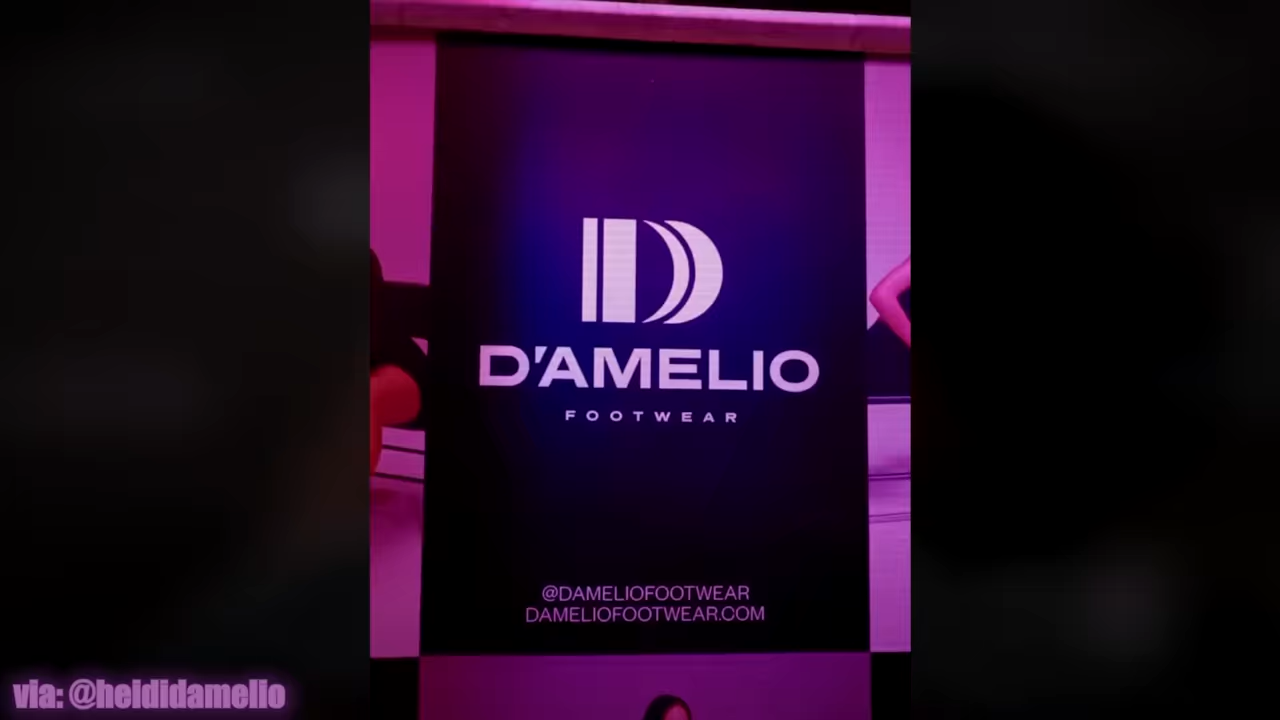 D
D'AMELIO
FOOTWEAR
@DAMELIOFOOTWEAR
DAMELIOFOOTWEAR.COM
via: @heididamelio